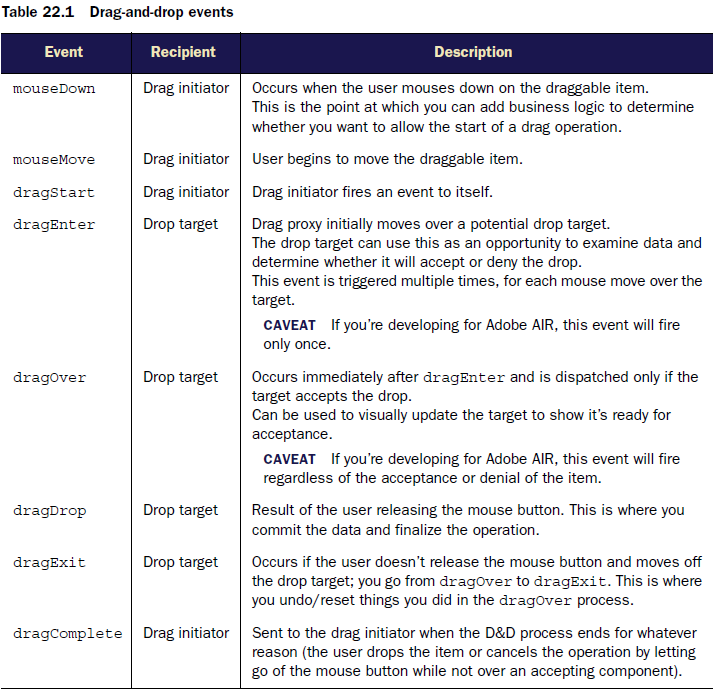 Table 22.1 Drag-and-drop events
Event Recipient Description
mouseDown Drag initiator Occurs when the user mouses down on the draggable item.
This is the point at which you can add business logic to determine
whether you want to allow the start of a drag operation.
mouseMove Drag initiator User begins to move the draggable item.
dragStart Drag initiator Drag initiator fires an event to itself.
dragEnter Drop target Drag proxy initially moves over a potential drop target.
The drop target can use this as an opportunity to examine data and
determine whether it will accept or deny the drop.
This event is triggered multiple times, for each mouse move over the
target.
CAVEAT If you're developing for Adobe AIR, this event will fire
only once.
dragOver Drop target Occurs immediately after dragEnter and is dispatched only if the
target accepts the drop.
Can be used to visually update the target to show it's ready for
acceptance.
CAVEAT If you're developing for Adobe AIR, this event will fire
regardless of the acceptance or denial of the item.
dragDrop Drop target Result of the user releasing the mouse button. This is where you
commit the data and finalize the operation.
dragExit Drop target Occurs if the user doesn't release the mouse button and moves off
the drop target; you go from dragOver to dragExit. This is where
you undo/reset things you did in the dragOver process.
dragComplete Drag initiator Sent to the drag initiator when the D&D process ends for whatever
reason (the user drops the item or cancels the operation by letting
go of the mouse button while not over an accepting component).